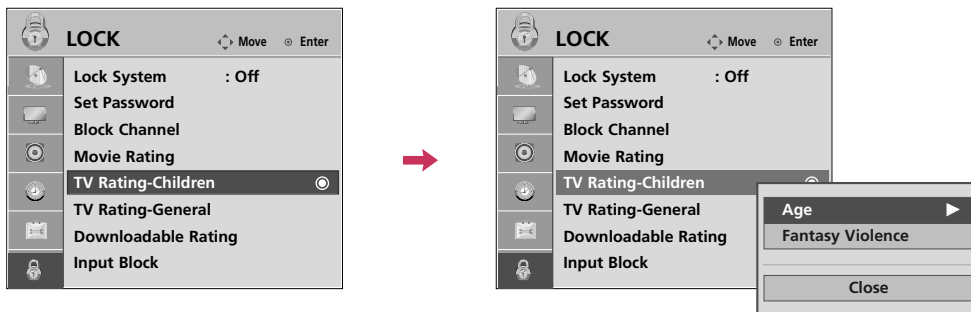 LOCK
Move
Enter
Lock System : Off
Set Password
Block Channel
Movie Rating
TV Rating-Children
TV Rating-General
Downloadable Rating
Input Block
LOCK
Move
Enter
Lock System : Off
Set Password
Block Channel
Movie Rating
TV Rating-Children
TV Rating-General
Downloadable Rating
Input Block
Age
Fantasy Violence
Close